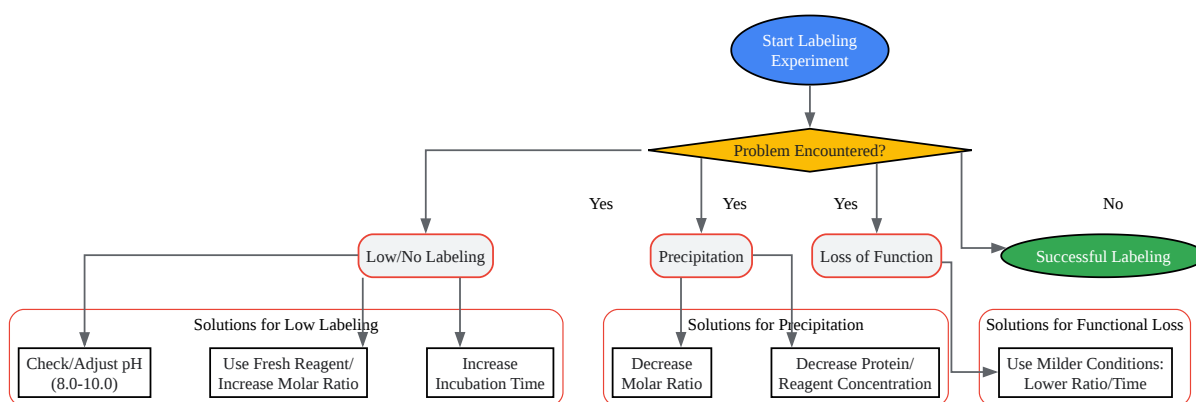 Start Labeling
Experiment
Problem Encountered?
Yes
Yes
Yes
No
Low/No Labeling
Precipitation
Loss of Function
Successful Labeling
Solutions for Low Labeling
Solutions for Precipitation
Solutions for Functional Loss
Check/Adjust pH
(8.0-10.0)
Use Fresh Reagent/
Increase Molar Ratio
Increase
Incubation Time
Decrease
Molar Ratio
Decrease Protein/
Reagent Concentration
Use Milder Conditions:
Lower Ratio/Time